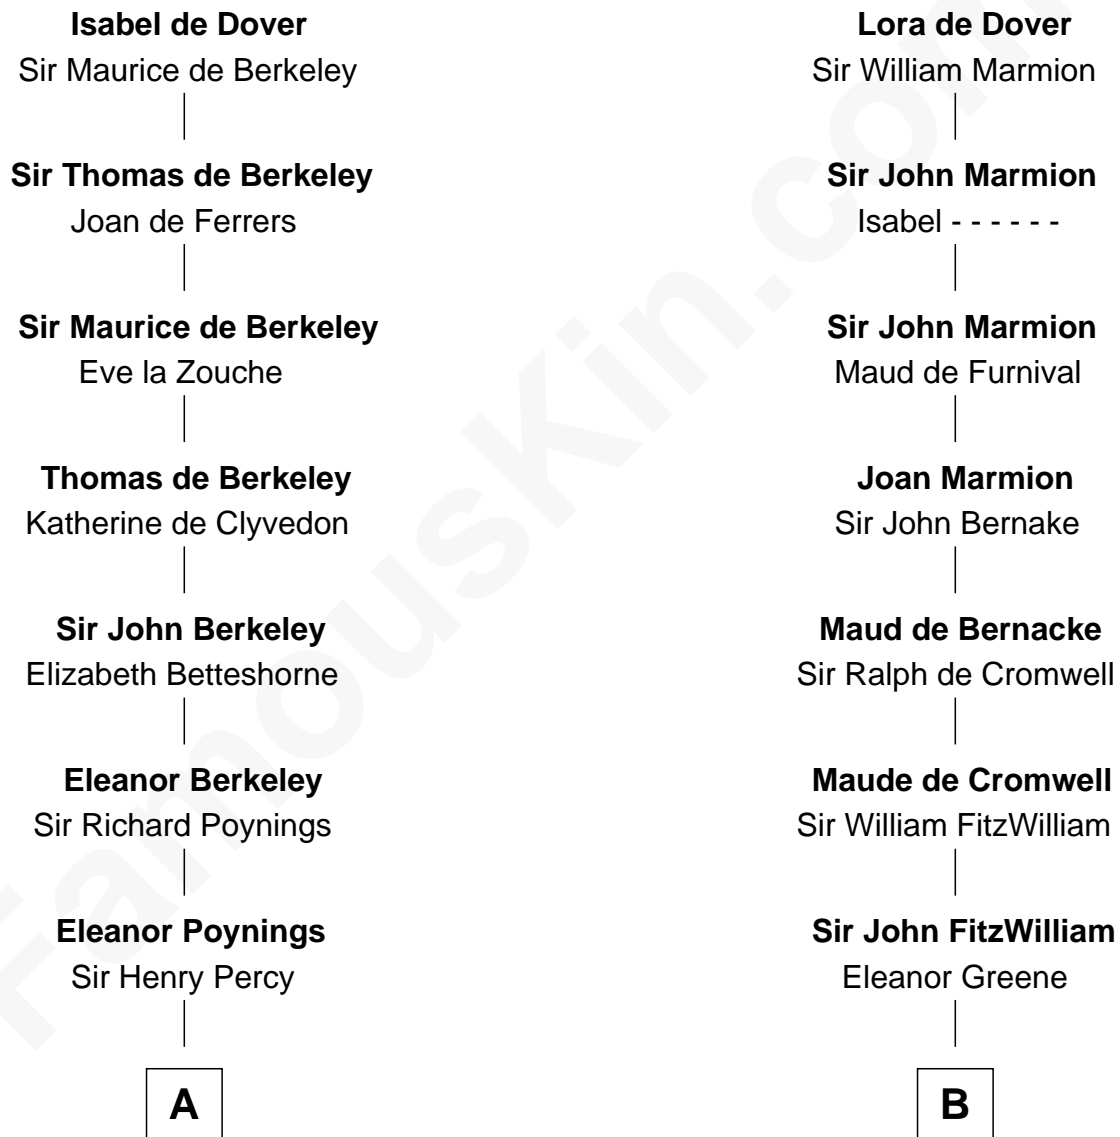 Isabel de Dover
Sir Maurice de Berkeley
Sir Thomas de Berkeley
Joan de Ferrers
Sir Maurice de Berkeley
Eve la Zouche
Thomas de Berkeley
Katherine de Clyvedon
Sir John Berkeley
Elizabeth Betteshorne
Eleanor Berkeley
Sir Richard Poynings
Eleanor Poynings
Sir Henry Percy
A
Lora de Dover
Sir William Marmion
Sir John Marmion
Isabel - - - - - -
Sir John Marmion
Maud de Furnival
Joan Marmion
Sir John Bernake
Maud de Bernacke
Sir Ralph de Cromwell
Maude de Cromwell
Sir William FitzWilliam
Sir John FitzWilliam
Eleanor Greene
B
FamousKin.com